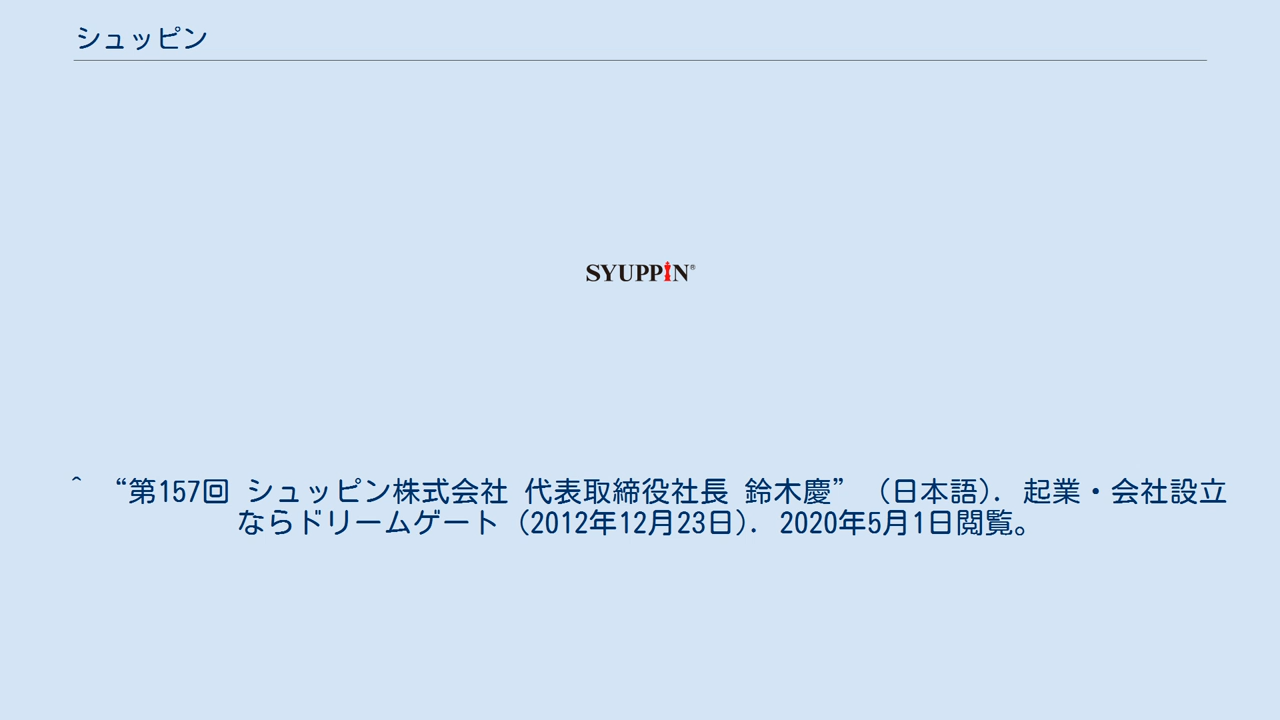 シュッピン
SYUPPIN®
^ “第157回 シュッピン株式会社 代表取締役社長 鈴木慶” (日本語). 起業・会社設立
ならドリームゲート (2012年12月23日). 2020年5月1日閲覧。